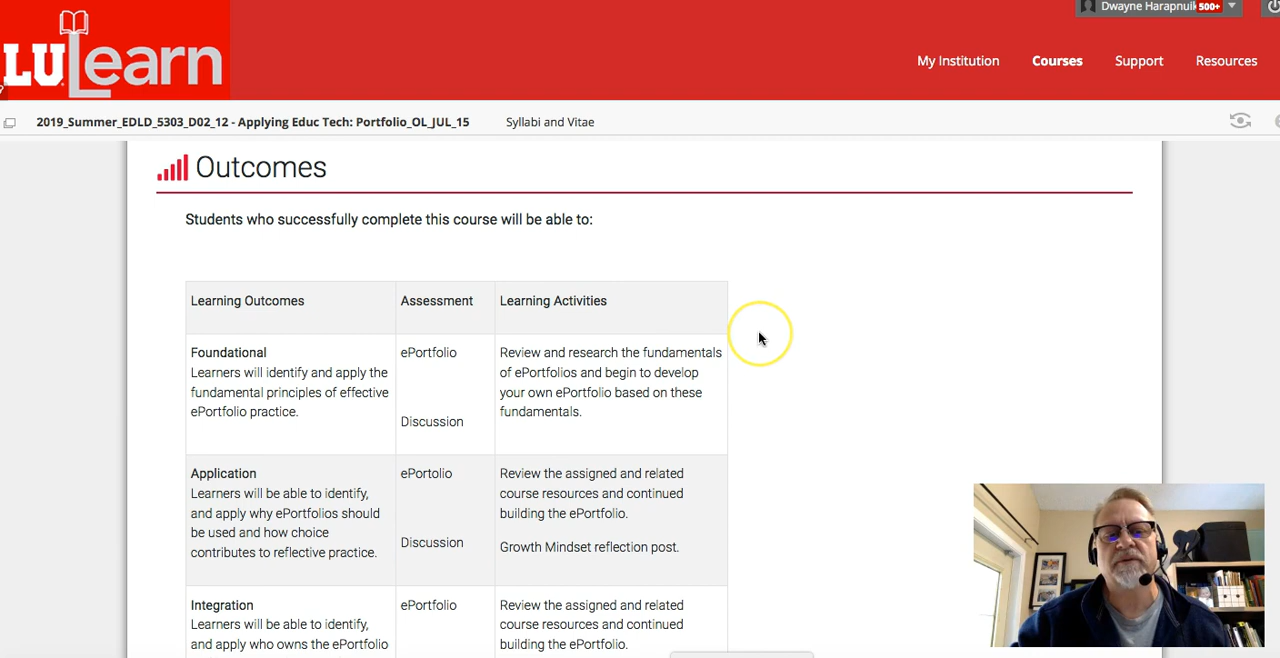 Dwayne Harapnuik 500+
LU Learn
My Institution Courses Support Resources
2019_Summer_EDLD_5303_D02_12 - Applying Educ Tech: Portfolio_OL_JUL_15 Syllabi and Vitae
Outcomes
Students who successfully complete this course will be able to:
Learning Outcomes
Assessment
Learning Activities
Foundational
Learners will identify and apply the
fundamental principles of effective
ePortfolio practice.
ePortfolio
Discussion
Review and research the fundamentals
of ePortfolios and begin to develop
your own ePortfolio based on these
fundamentals.
Application
Learners will be able to identify,
and apply why ePortfolios should
be used and how choice
contributes to reflective practice.
ePortolio
Discussion
Review the assigned and related
course resources and continued
building the ePortfolio.
Growth Mindset reflection post.
Integration
Learners will be able to identify,
and apply who owns the ePortfolio
ePortfolio
Review the assigned and related
course resources and continued
building the ePortfolio.